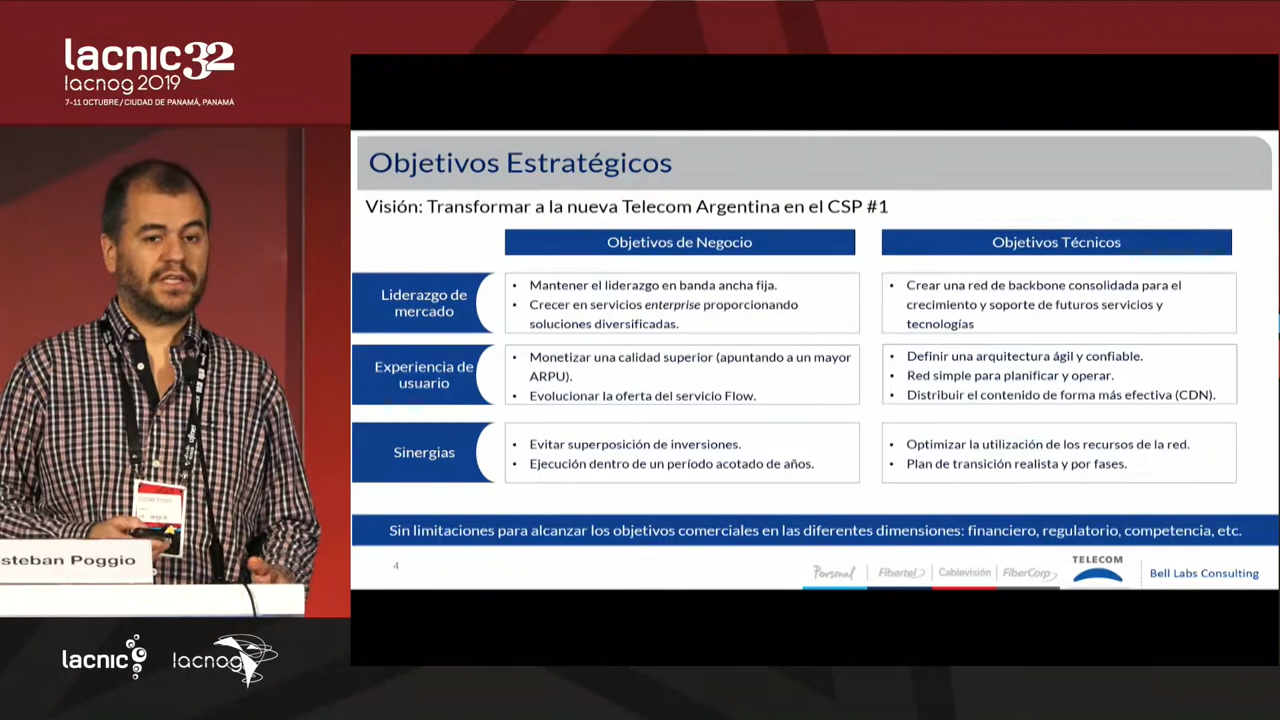 lacnic32
lacnog 2019
7-11 OCTUBRE / CIUDAD DE PANAMÁ, PANAMÁ
Objetivos Estratégicos
Visión: Transformar a la nueva Telecom Argentina en el CSP #1
Objetivos de Negocio
Objetivos Técnicos
Liderazgo de
mercado
• Mantener el liderazgo en banda ancha fija.
• Crecer en servicios enterprise proporcionando
soluciones diversificadas.
• Crear una red de backbone consolidada para el
crecimiento y soporte de futuros servicios y
tecnologías
Experiencia de
usuario
• Monetizar una calidad superior (apuntando a un mayor
ARPU).
• Evolucionar la oferta del servicio Flow.
• Definir una arquitectura ágil y confiable.
• Red simple para planificar y operar.
• Distribuir el contenido de forma más efectiva (CDN).
Sinergias
• Evitar superposición de inversiones.
• Ejecución dentro de un período acotado de años.
• Optimizar la utilización de los recursos de la red.
• Plan de transición realista y por fases.
Sin limitaciones para alcanzar los objetivos comerciales en las diferentes dimensiones: financiero, regulatorio, competencia, etc.
4
Personal
Fibertel
Cablevisión
FiberCorp
TELECOM
Bell Labs Consulting
steban Poggio
lacnic
lacnog